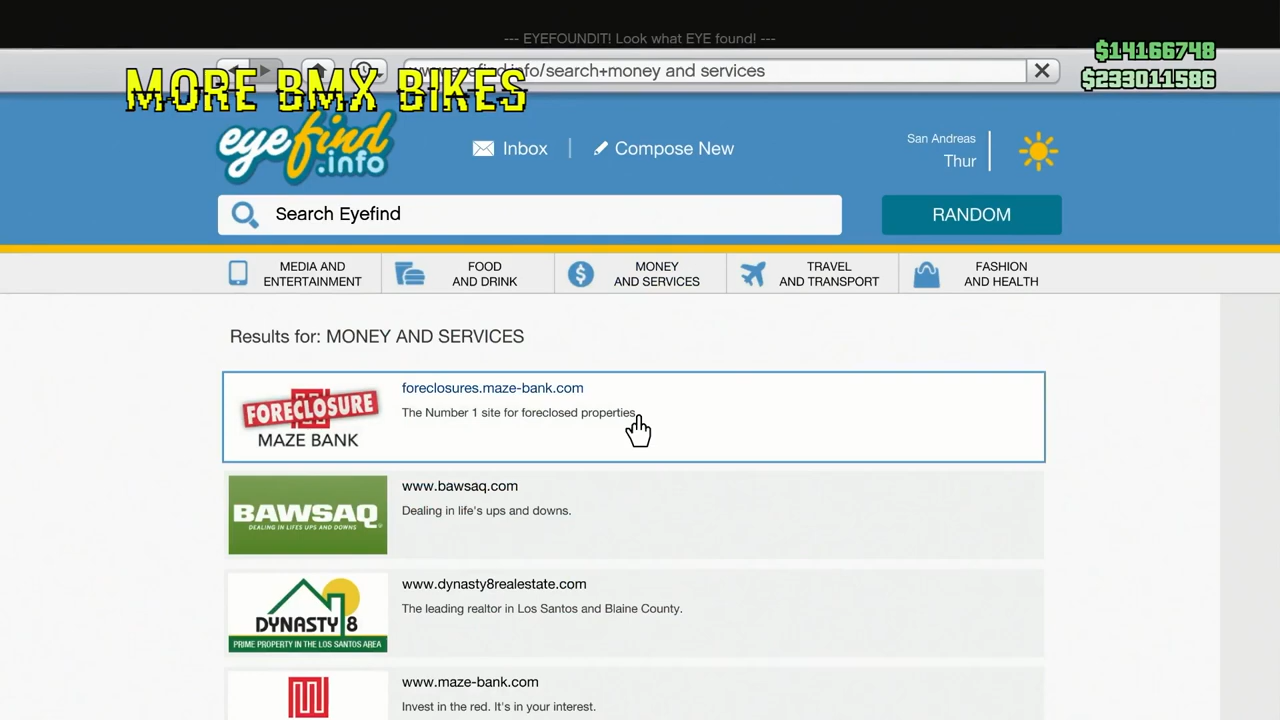 --- EYEFOUNDIT! Look what EYE found! ---
$14166748
$233011586
www.eyefind.info/search+money and services
MORE BMX BIKES
eyefind
.info
Inbox
Compose New
San Andreas
Thur
Search Eyefind
RANDOM
MEDIA AND
ENTERTAINMENT
FOOD
AND DRINK
MONEY
AND SERVICES
TRAVEL
AND TRANSPORT
FASHION
AND HEALTH
Results for: MONEY AND SERVICES
FORECLOSURE
MAZE BANK
foreclosures.maze-bank.com
The Number 1 site for foreclosed properties.
BAWSAQ
DEALING IN LIFES UPS AND DOWNS
www.bawsaq.com
Dealing in life's ups and downs.
DYNASTY 8
PRIME PROPERTY IN THE LOS SANTOS AREA
www.dynasty8realestate.com
The leading realtor in Los Santos and Blaine County.
www.maze-bank.com
Invest in the red. It's in your interest.